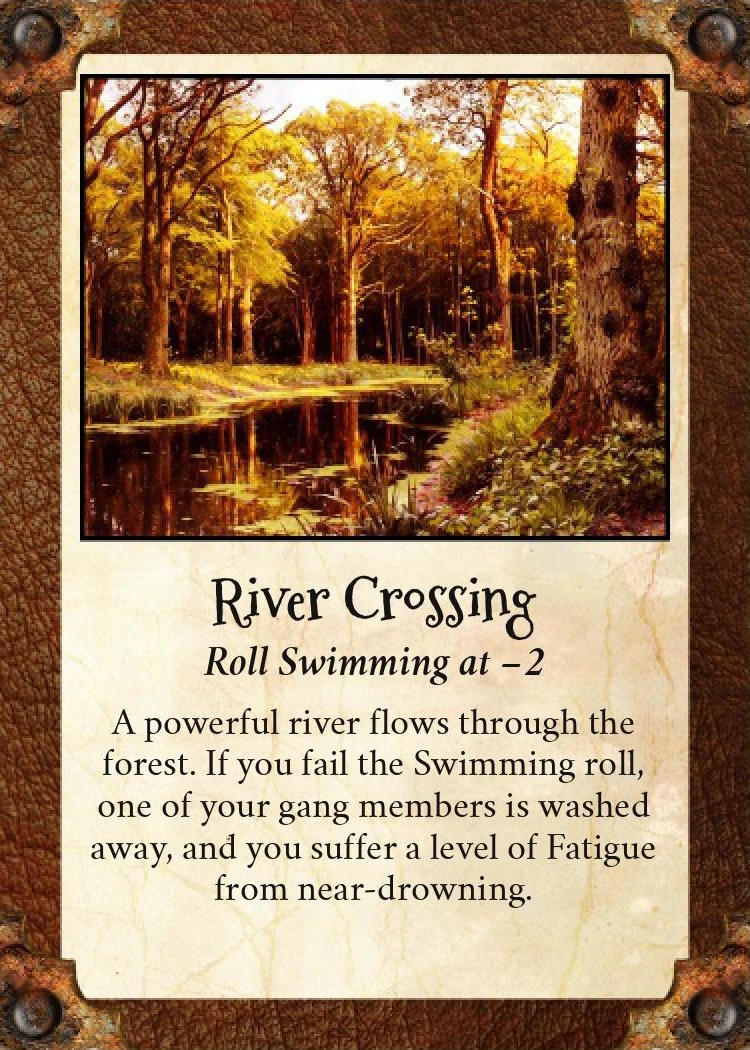 River Crossing
Roll Swimming at –2
A powerful river flows through the
forest. If you fail the Swimming roll,
one of your gang members is washed
away, and you suffer a level of Fatigue
from near-drowning.